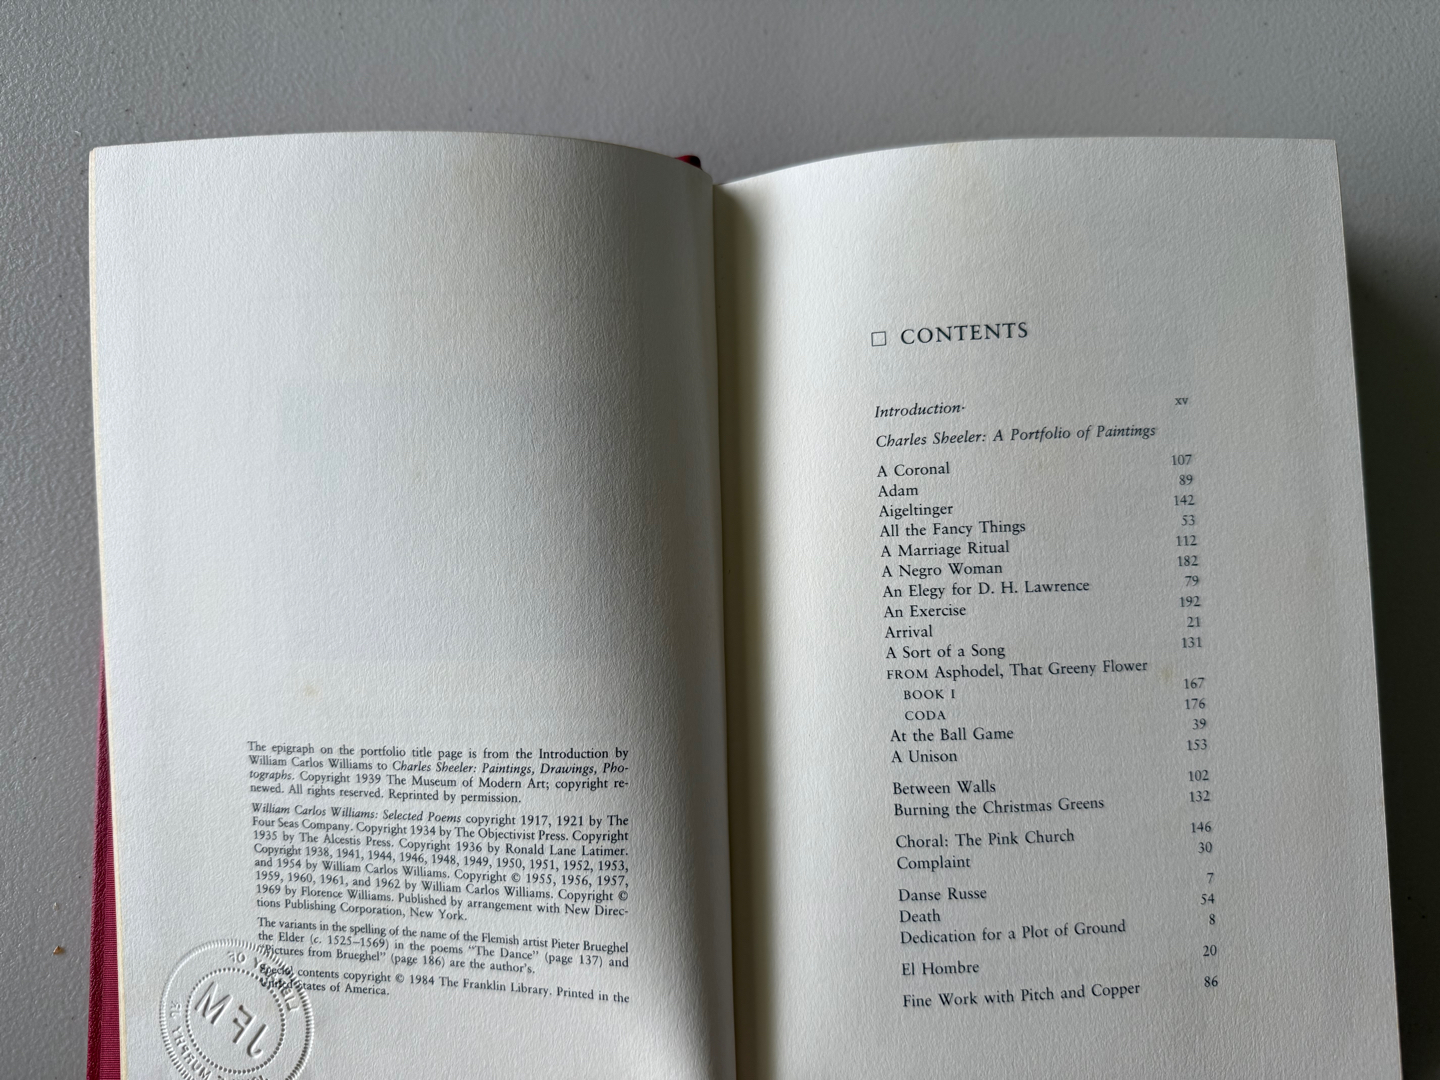 The epigraph on the portfolio title page is from the Introduction by
William Carlos Williams to Charles Sheeler: Paintings, Drawings, Pho-
tographs. Copyright 1939 The Museum of Modern Art; copyright re-
newed. All rights reserved. Reprinted by permission.
William Carlos Williams: Selected Poems copyright 1917, 1921 by The
Four Seas Company. Copyright 1934 by The Objectivist Press. Copyright
1935 by The Alcestis Press. Copyright 1936 by Ronald Lane Latimer.
Copyright 1938, 1941, 1944, 1946, 1948, 1949, 1950, 1951, 1952, 1953,
and 1954 by William Carlos Williams. Copyright © 1955, 1956, 1957,
1959, 1960, 1961, and 1962 by William Carlos Williams. Copyright ©
1969 by Florence Williams. Published by arrangement with New Direc-
tions Publishing Corporation, New York.
The variants in the spelling of the name of the Flemish artist Pieter Brueghel
the Elder (c. 1525–1569) in the poems "The Dance" (page 137) and
"Pictures from Brueghel" (page 186) are the author's.
Special contents copyright © 1984 The Franklin Library. Printed in the
United States of America.
JFM
□ CONTENTS
Introduction xv
Charles Sheeler: A Portfolio of Paintings
A Coronal 107
Adam 89
Aigeltinger 142
All the Fancy Things 53
A Marriage Ritual 112
A Negro Woman 182
An Elegy for D. H. Lawrence 79
An Exercise 192
Arrival 21
A Sort of a Song 131
FROM Asphodel, That Greeny Flower
BOOK I 167
CODA 176
At the Ball Game 39
A Unison 153
Between Walls 102
Burning the Christmas Greens 132
Choral: The Pink Church 146
Complaint 30
Danse Russe 7
Death 54
Dedication for a Plot of Ground 8
El Hombre 20
Fine Work with Pitch and Copper 86